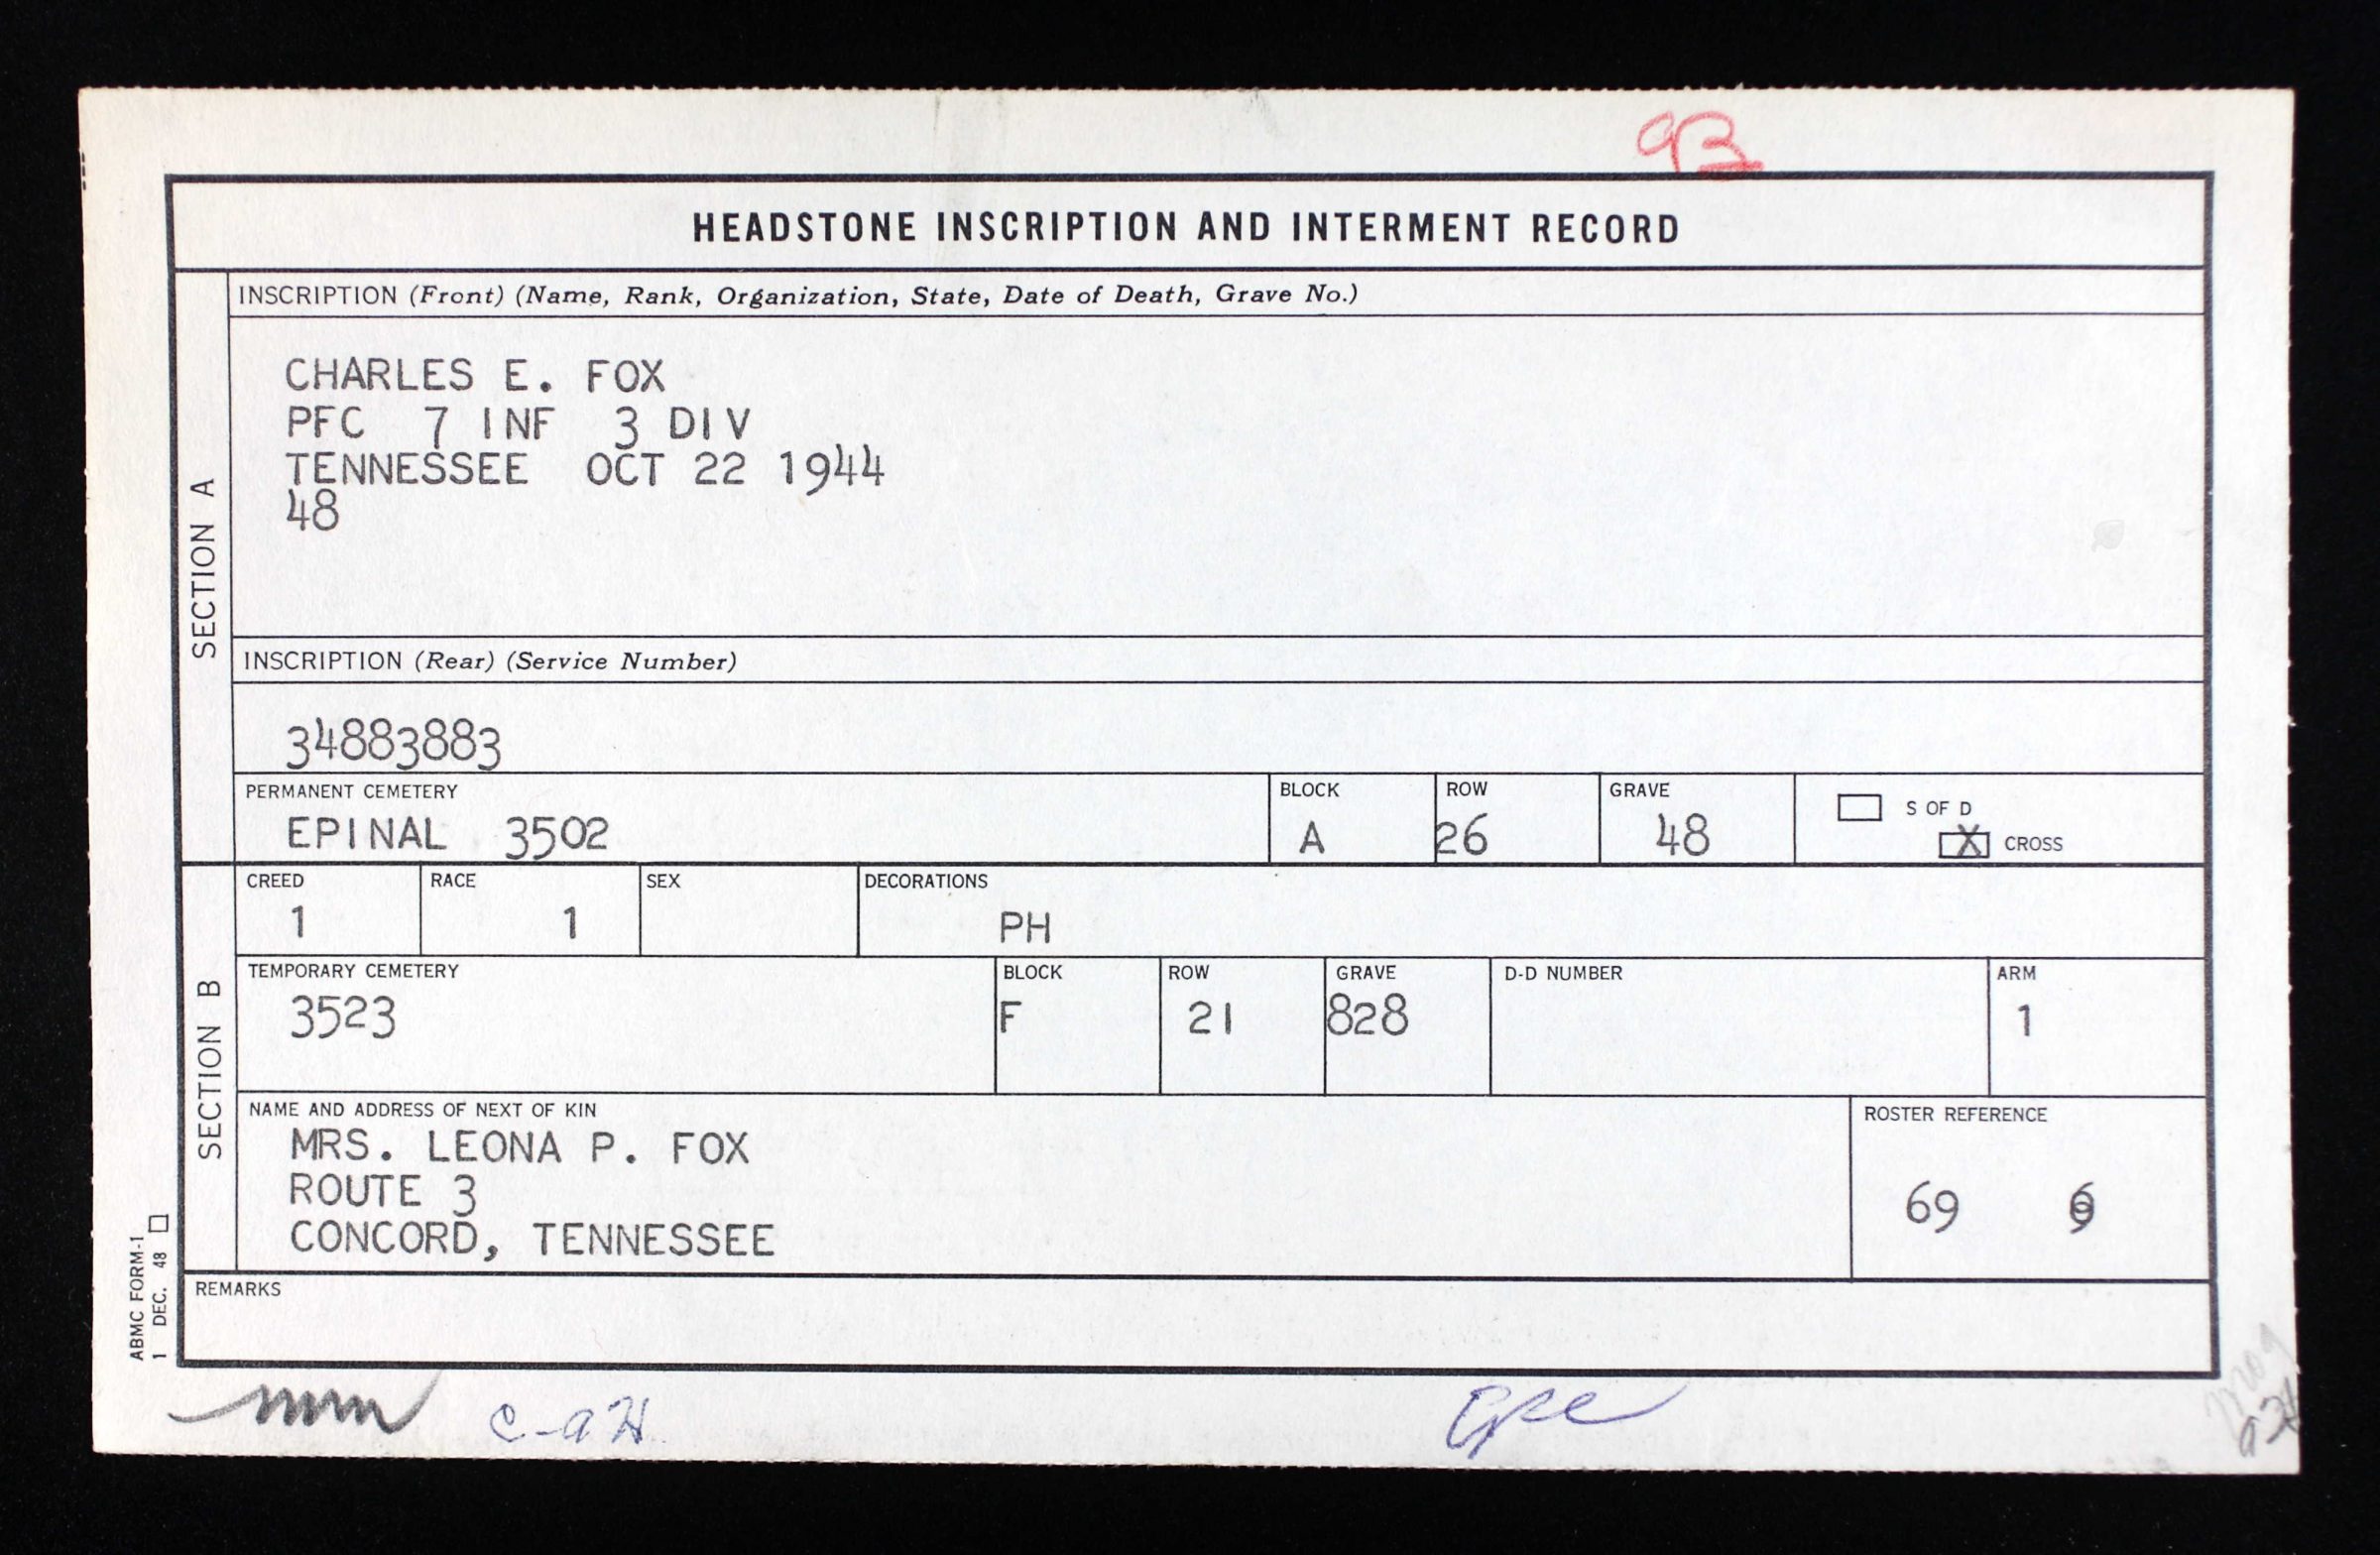 93
HEADSTONE INSCRIPTION AND INTERMENT RECORD
SECTION A
INSCRIPTION (Front) (Name, Rank, Organization, State, Date of Death, Grave No.)
CHARLES E. FOX
PFC 7 INF 3 DIV
TENNESSEE OCT 22 1944
48
INSCRIPTION (Rear) (Service Number)
34883883
PERMANENT CEMETERY BLOCK ROW GRAVE S OF D
EPINAL 3502 A 26 48 X CROSS
SECTION B
CREED RACE SEX DECORATIONS
1 1 PH
TEMPORARY CEMETERY BLOCK ROW GRAVE D-D NUMBER ARM
3523 F 21 828 1
NAME AND ADDRESS OF NEXT OF KIN ROSTER REFERENCE
MRS. LEONA P. FOX
ROUTE 3
CONCORD, TENNESSEE
69
REMARKS
ABMC FORM-1
1 DEC. 48